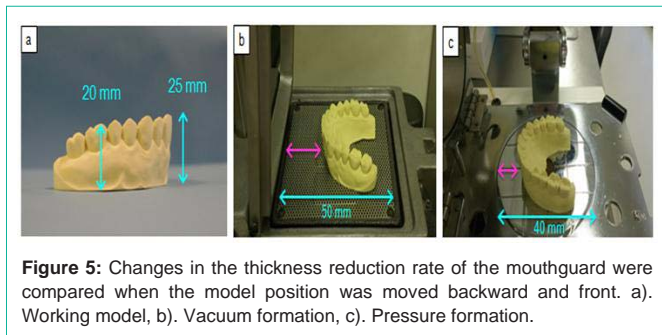 a
20 mm
25 mm
b
50 mm
c
40 mm
Figure 5: Changes in the thickness reduction rate of the mouthguard were
compared when the model position was moved backward and front. a).
Working model, b). Vacuum formation, c). Pressure formation.